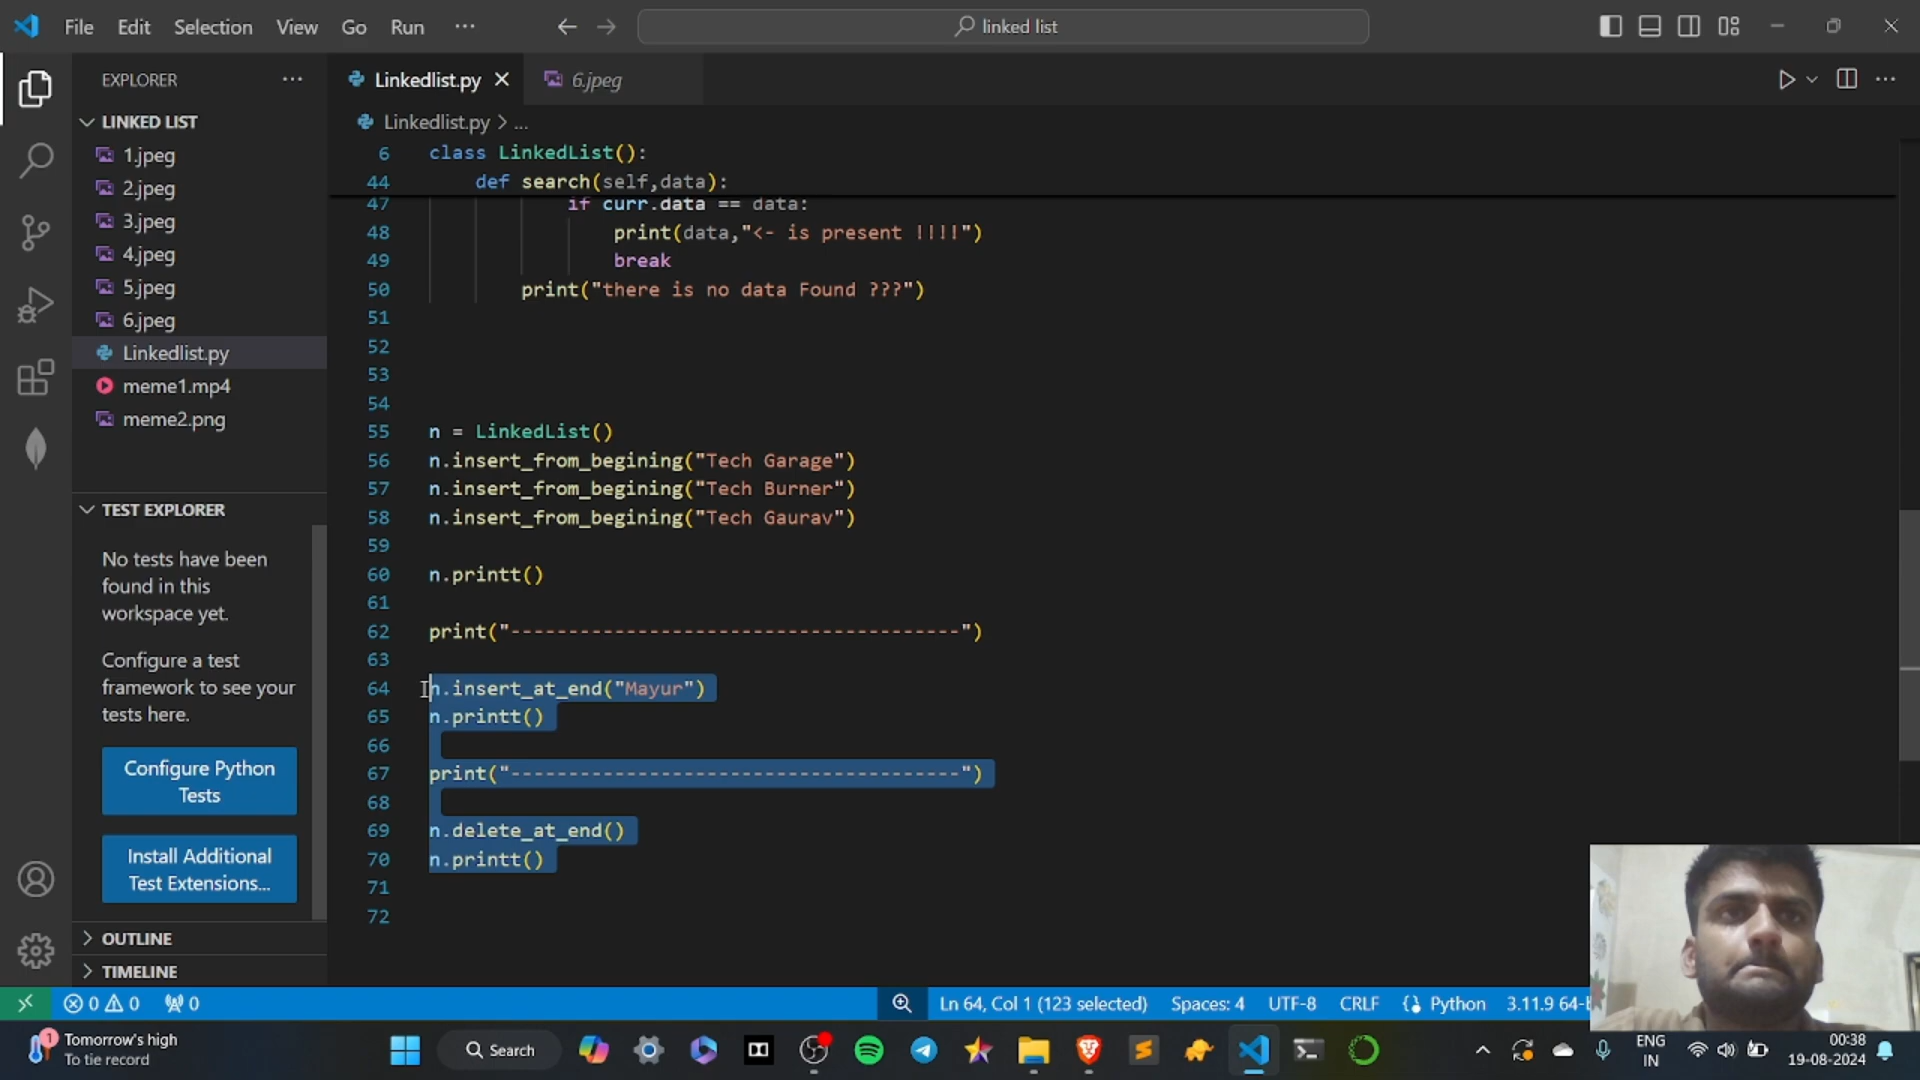 File Edit Selection View Go Run ···
linked list
EXPLORER ···
LINKED LIST
1.jpeg
2.jpeg
3.jpeg
4.jpeg
5.jpeg
6.jpeg
Linkedlist.py
meme1.mp4
meme2.png
TEST EXPLORER
No tests have been
found in this
workspace yet.
Configure a test
framework to see your
tests here.
Configure Python
Tests
Install Additional
Test Extensions...
OUTLINE
TIMELINE
Linkedlist.py 6.jpeg
Linkedlist.py > ...
6 class LinkedList():
44 def search(self,data):
47 if curr.data == data:
48 print(data,"<- is present !!!!")
49 break
50 print("there is no data Found ???")
51
52
53
54
55 n = LinkedList()
56 n.insert_from_begining("Tech Garage")
57 n.insert_from_begining("Tech Burner")
58 n.insert_from_begining("Tech Gaurav")
59
60 n.printt()
61
62 print("---------------------------------------")
63
64 n.insert_at_end("Mayur")
65 n.printt()
66
67 print("---------------------------------------")
68
69 n.delete_at_end()
70 n.printt()
71
72
0 0 0 Ln 64, Col 1 (123 selected) Spaces: 4 UTF-8 CRLF Python 3.11.9 64-
1 Tomorrow's high
To tie record
Search
ENG
IN
00:38
19-08-2024